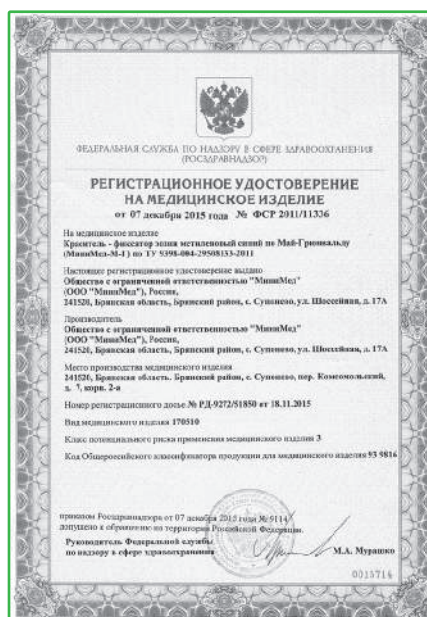 ФЕДЕРАЛЬНАЯ СЛУЖБА ПО НАДЗОРУ В СФЕРЕ ЗДРАВООХРАНЕНИЯ
(РОСЗДРАВНАДЗОР)
РЕГИСТРАЦИОННОЕ УДОСТОВЕРЕНИЕ
НА МЕДИЦИНСКОЕ ИЗДЕЛИЕ
от 07 декабря 2015 года № ФСР 2011/11336
На медицинское изделие
Краситель - фиксатор эозин метиленовый синий по Май-Грюнвальду
(МиниМед-М-Г) по ТУ 9398-004-29508133-2011
Настоящее регистрационное удостоверение выдано
Общество с ограниченной ответственностью "МиниМед"
(ООО "МиниМед"), Россия,
241520, Брянская область, Брянский район, с. Супонево, ул. Шоссейная, д. 17А
Производитель
Общество с ограниченной ответственностью "МиниМед"
(ООО "МиниМед"), Россия,
241520, Брянская область, Брянский район, с. Супонево, ул. Шоссейная, д. 17А
Место производства медицинского изделия
241520, Брянская область, Брянский район, с. Супонево, пер. Комсомольский,
д. 7, корп. 2-а
Номер регистрационного досье № РД-9272/51850 от 18.11.2015
Вид медицинского изделия 170510
Класс потенциального риска применения медицинского изделия 3
Код Общероссийского классификатора продукции для медицинского изделия 93 9816
приказом Росздравнадзора от 07 декабря 2015 года № 9114
допущено к обращению на территории Российской Федерации.
Руководитель Федеральной службы
по надзору в сфере здравоохранения
М.А. Мурашко
0015716